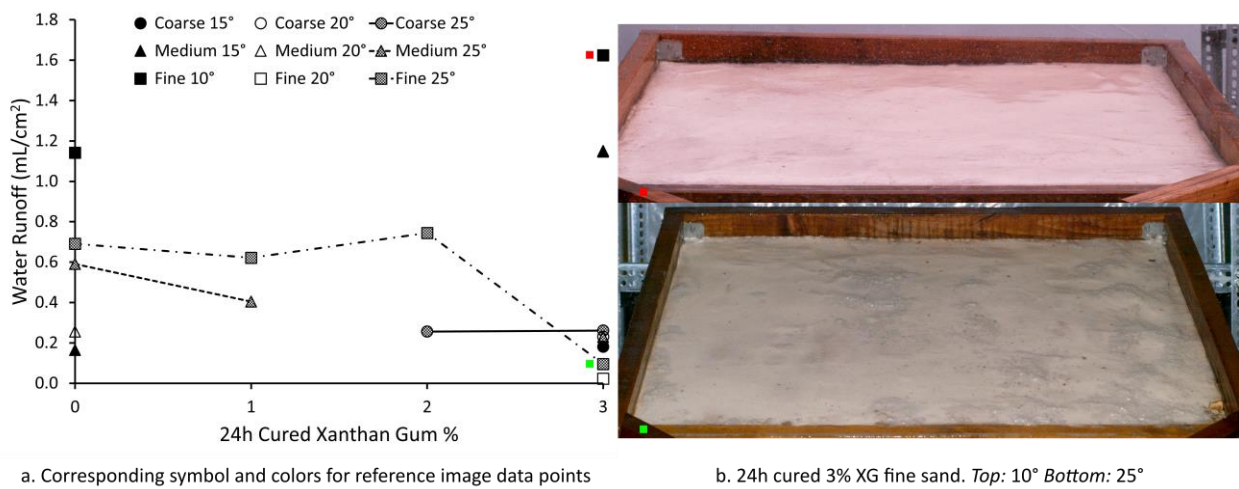 1.8
1.6
1.4
1.2
1.0
0.8
0.6
0.4
0.2
0.0
Water Runoff (mL/cm²)
Coarse 15° Coarse 20° Coarse 25°
Medium 15° Medium 20° Medium 25°
Fine 10° Fine 20° Fine 25°
0 1 2 3
24h Cured Xanthan Gum %
a. Corresponding symbol and colors for reference image data points
b. 24h cured 3% XG fine sand. Top: 10° Bottom: 25°